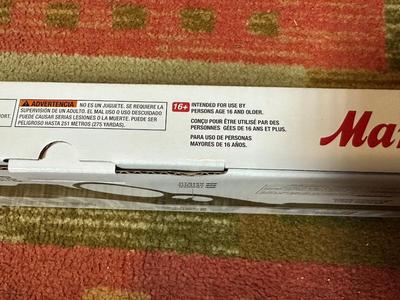 ⚠ ADVERTENCIA NO ES UN JUGUETE. SE REQUIERE LA
SUPERVISIÓN DE UN ADULTO. EL MAL USO O USO DESCUIDADO
PUEDE CAUSAR SERIAS LESIONES O LA MUERTE. PUEDE SER
PELIGROSO HASTA 251 METROS (275 YARDAS).
PORT.
16+ INTENDED FOR USE BY
PERSONS AGE 16 AND OLDER.
CONÇU POUR ÊTRE UTILISÉ PAR DES
PERSONNES GÉES DE 16 ANS ET PLUS.
PARA USO DE PERSONAS
MAYORES DE 16 AÑOS.
Mar